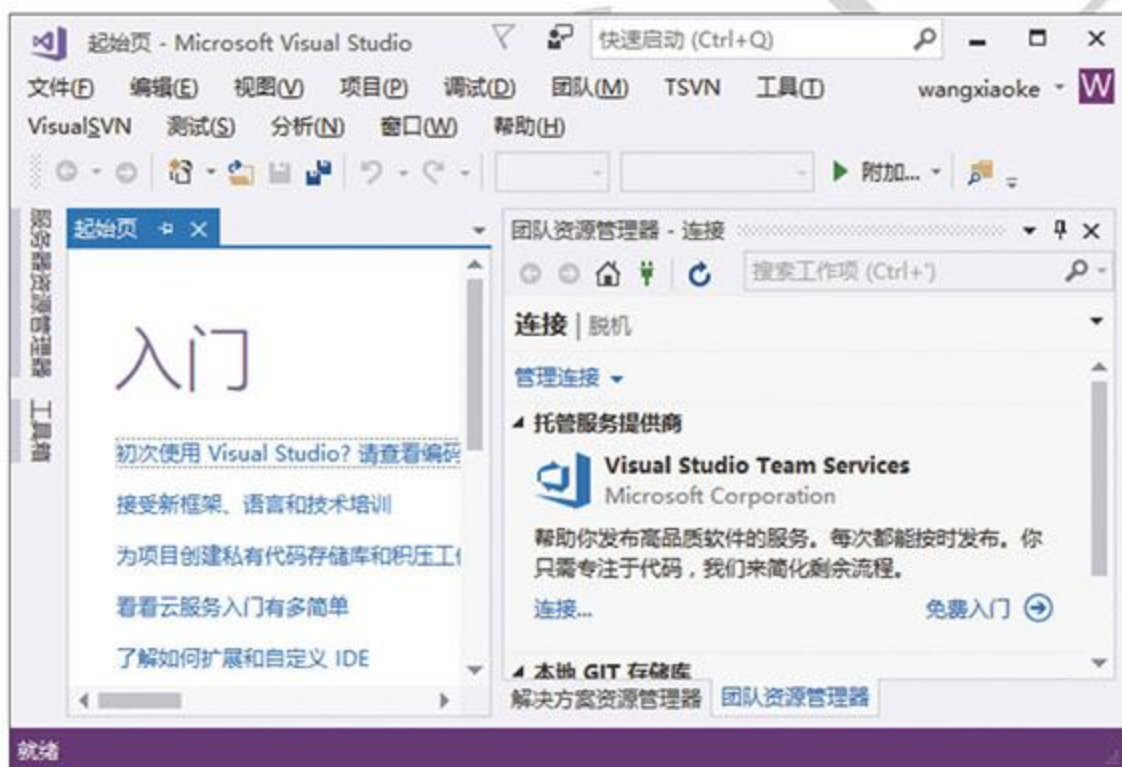 起始页 - Microsoft Visual Studio
快速启动 (Ctrl+Q)
文件(F) 编辑(E) 视图(V) 项目(P) 调试(D) 团队(M) TSVN 工具(T) wangxiaoke W
VisualSVN 测试(S) 分析(N) 窗口(W) 帮助(H)
附加...
服务器资源管理器
工具箱
起始页
入门
初次使用 Visual Studio? 请查看编码
接受新框架、语言和技术培训
为项目创建私有代码存储库和积压工
看看云服务入门有多简单
了解如何扩展和自定义 IDE
团队资源管理器 - 连接
搜索工作项 (Ctrl+')
连接 | 脱机
管理连接
托管服务提供商
Visual Studio Team Services
Microsoft Corporation
帮助你发布高品质软件的服务。每次都能按时发布。你
只需专注于代码，我们来简化剩余流程。
连接... 免费入门
本地 GIT 存储库
解决方案资源管理器 团队资源管理器
就绪